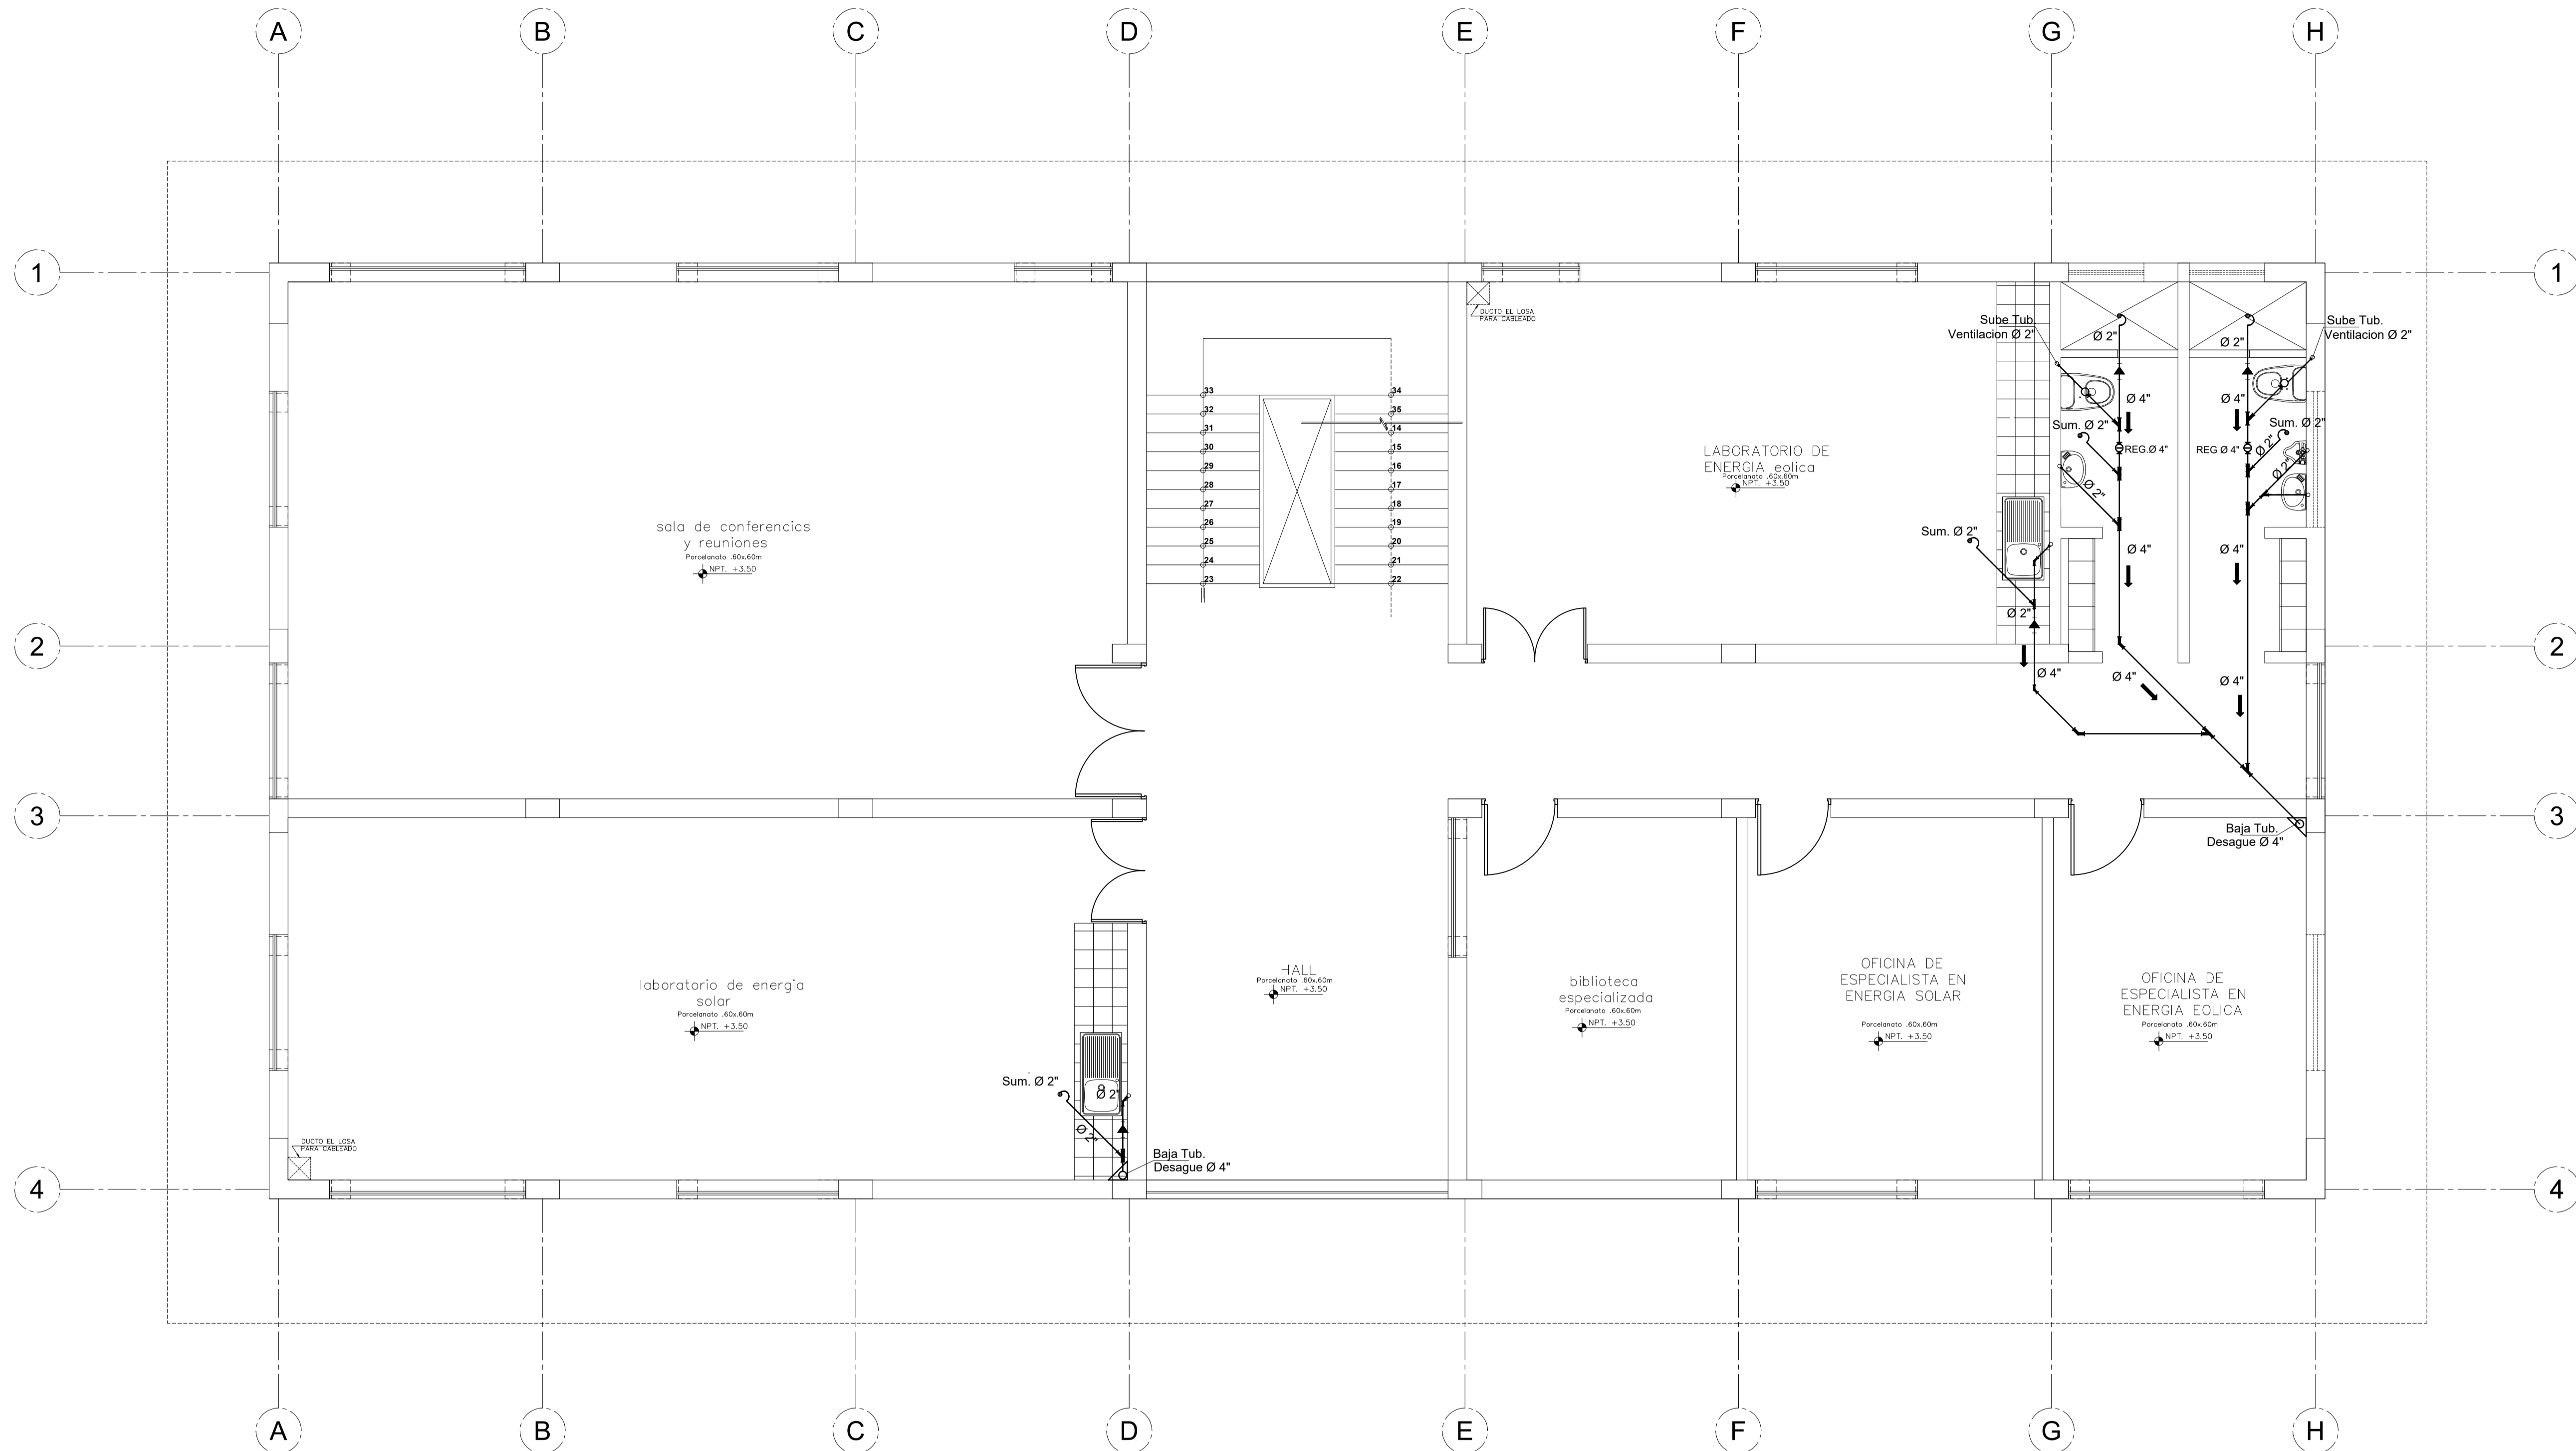 A B C D E F G H
1 1
DUCTO EL LOSA
PARA CABLEADO
Sube Tub.
Ventilacion Ø 2"
Ø 2"
Ø 2"
Sube Tub.
Ventilacion Ø 2"
33 34
32 35
31 14
30 15
29 16
28 17
27 18
26 19
25 20
24 21
23 22
Ø 4"
Ø 4"
Sum. Ø 2"
Sum. Ø 2"
REG.Ø 4"
REG Ø 4"
Ø 2"
Ø 2"
Ø 2"
LABORATORIO DE
ENERGIA eolica
Porcelanato .60x.60m
NPT. +3.50
sala de conferencias
y reuniones
Porcelanato .60x.60m
NPT. +3.50
Sum. Ø 2"
Ø 4"
Ø 4"
Ø 2"
2 2
Ø 4"
Ø 4"
Ø 4"
3 3
Baja Tub.
Desague Ø 4"
laboratorio de energia
solar
Porcelanato .60x.60m
NPT. +3.50
HALL
Porcelanato .60x.60m
NPT. +3.50
biblioteca
especializada
Porcelanato .60x.60m
NPT. +3.50
OFICINA DE
ESPECIALISTA EN
ENERGIA SOLAR
Porcelanato .60x.60m
NPT. +3.50
OFICINA DE
ESPECIALISTA EN
ENERGIA EOLICA
Porcelanato .60x.60m
NPT. +3.50
Sum. Ø 2"
Ø 2"
Ø 2"
DUCTO EL LOSA
PARA CABLEADO
Baja Tub.
Desague Ø 4"
4 4
A B C D E F G H